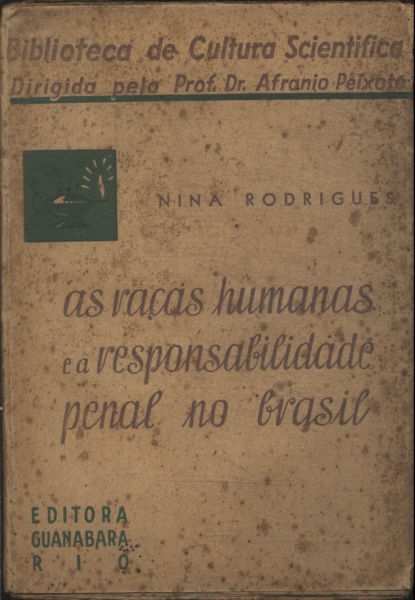 Biblioteca de Cultura Scientifica
Dirigida pelo Prof. Dr. Afranio Peixoto
NINA RODRIGUES
as raças humanas
e a responsabilidade
penal no brasil
EDITORA
GUANABARA
RIO